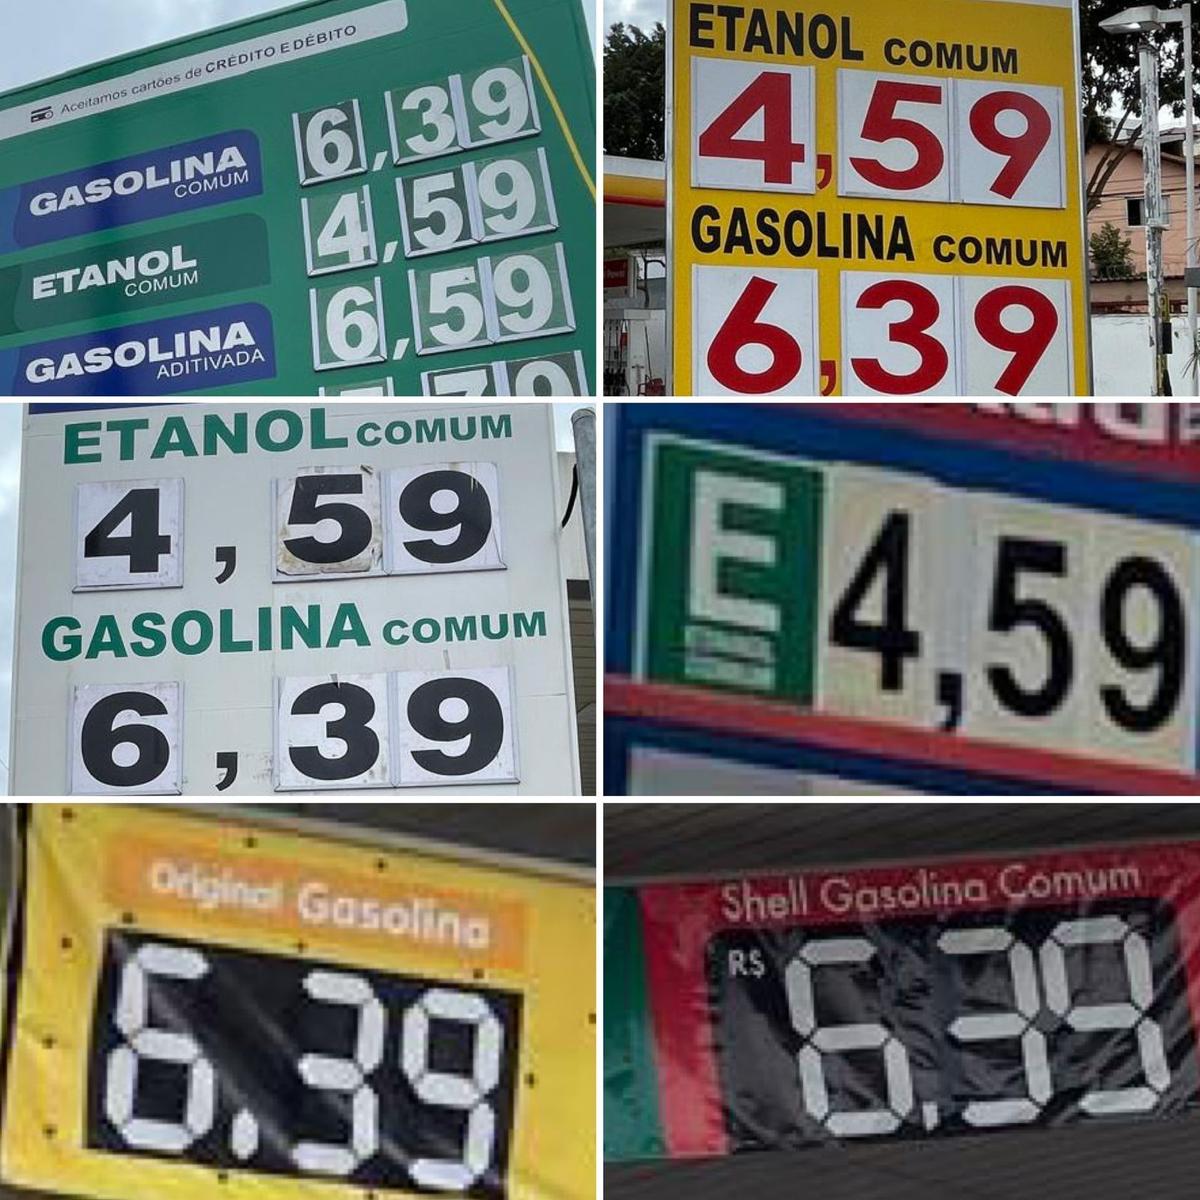 Aceitamos cartões de CRÉDITO E DÉBITO
GASOLINA COMUM 6,39
ETANOL COMUM 4,59
GASOLINA ADITIVADA 6,59
ETANOL COMUM
4,59
GASOLINA COMUM
6,39
ETANOL COMUM
4,59
GASOLINA COMUM
6,39
E 4,59
Original Gasolina
6.39
Shell Gasolina Comum
R$ 6.39